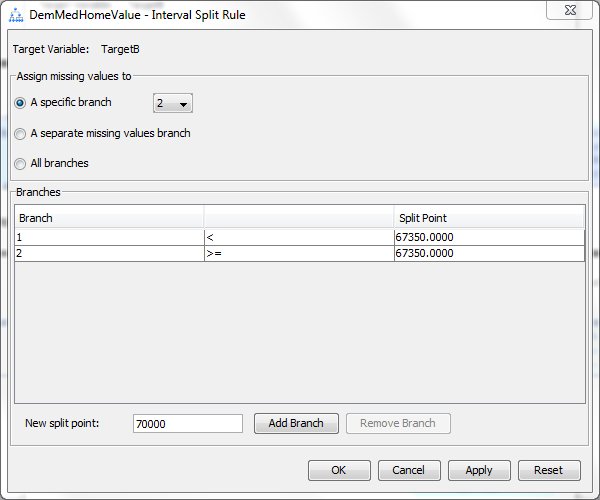 DemMedHomeValue - Interval Split Rule
Target Variable: TargetB
Assign missing values to
A specific branch 2
A separate missing values branch
All branches
Branches
Branch Split Point
1 < 67350.0000
2 >= 67350.0000
New split point: 70000 Add Branch Remove Branch
OK Cancel Apply Reset